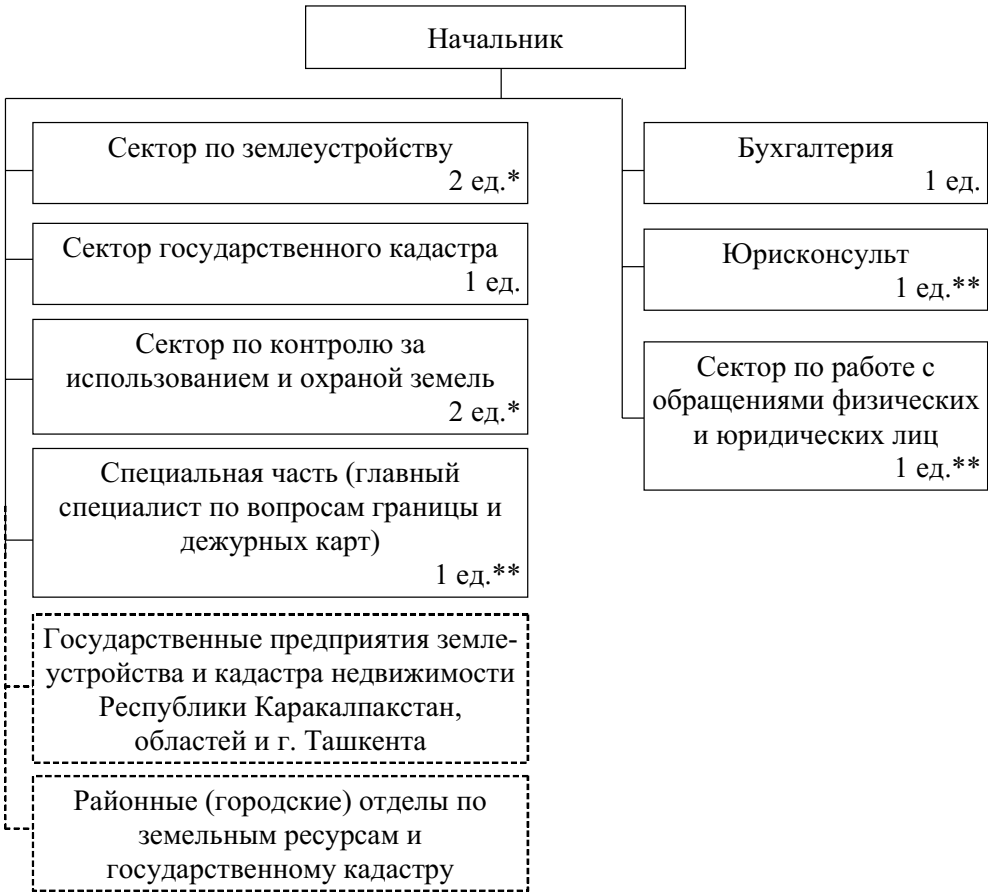 Начальник
Сектор по землеустройству
2 ед.*
Сектор государственного кадастра
1 ед.
Сектор по контролю за
использованием и охраной земель
2 ед.*
Специальная часть (главный
специалист по вопросам границы и
дежурных карт)
1 ед.**
Государственные предприятия земле-
устройства и кадастра недвижимости
Республики Каракалпакстан,
областей и г. Ташкента
Районные (городские) отделы по
земельным ресурсам и
государственному кадастру
Бухгалтерия
1 ед.
Юрисконсульт
1 ед.**
Сектор по работе с
обращениями физических
и юридических лиц
1 ед.**